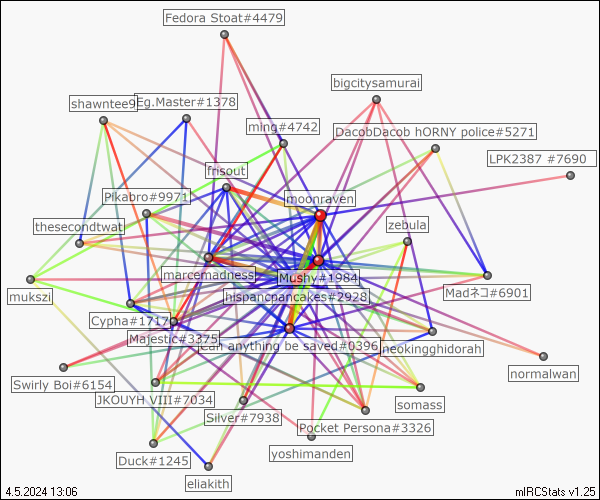 Fedora Stoat#4479
bigcitysamurai
shawntee9
Eg.Master#1378
ming#4742
DacobDacob hORNY police#5271
LPK2387 #7690
frisout
Pikabro#9971
moonraven
thesecondtwat
zebula
marcemadness
Mushy#1984
mukszi
hispancpancakes#2928
Madネコ#6901
Cypha#1717
Majestic#3375
Can anything be saved#0396
neokingghidorah
Swirly Boi#6154
normalwan
JKOUYH VIII#7034
somass
Silver#7938
Pocket Persona#3326
Duck#1245
yoshimanden
eliakith
4.5.2024 13:06
mIRCStats v1.25